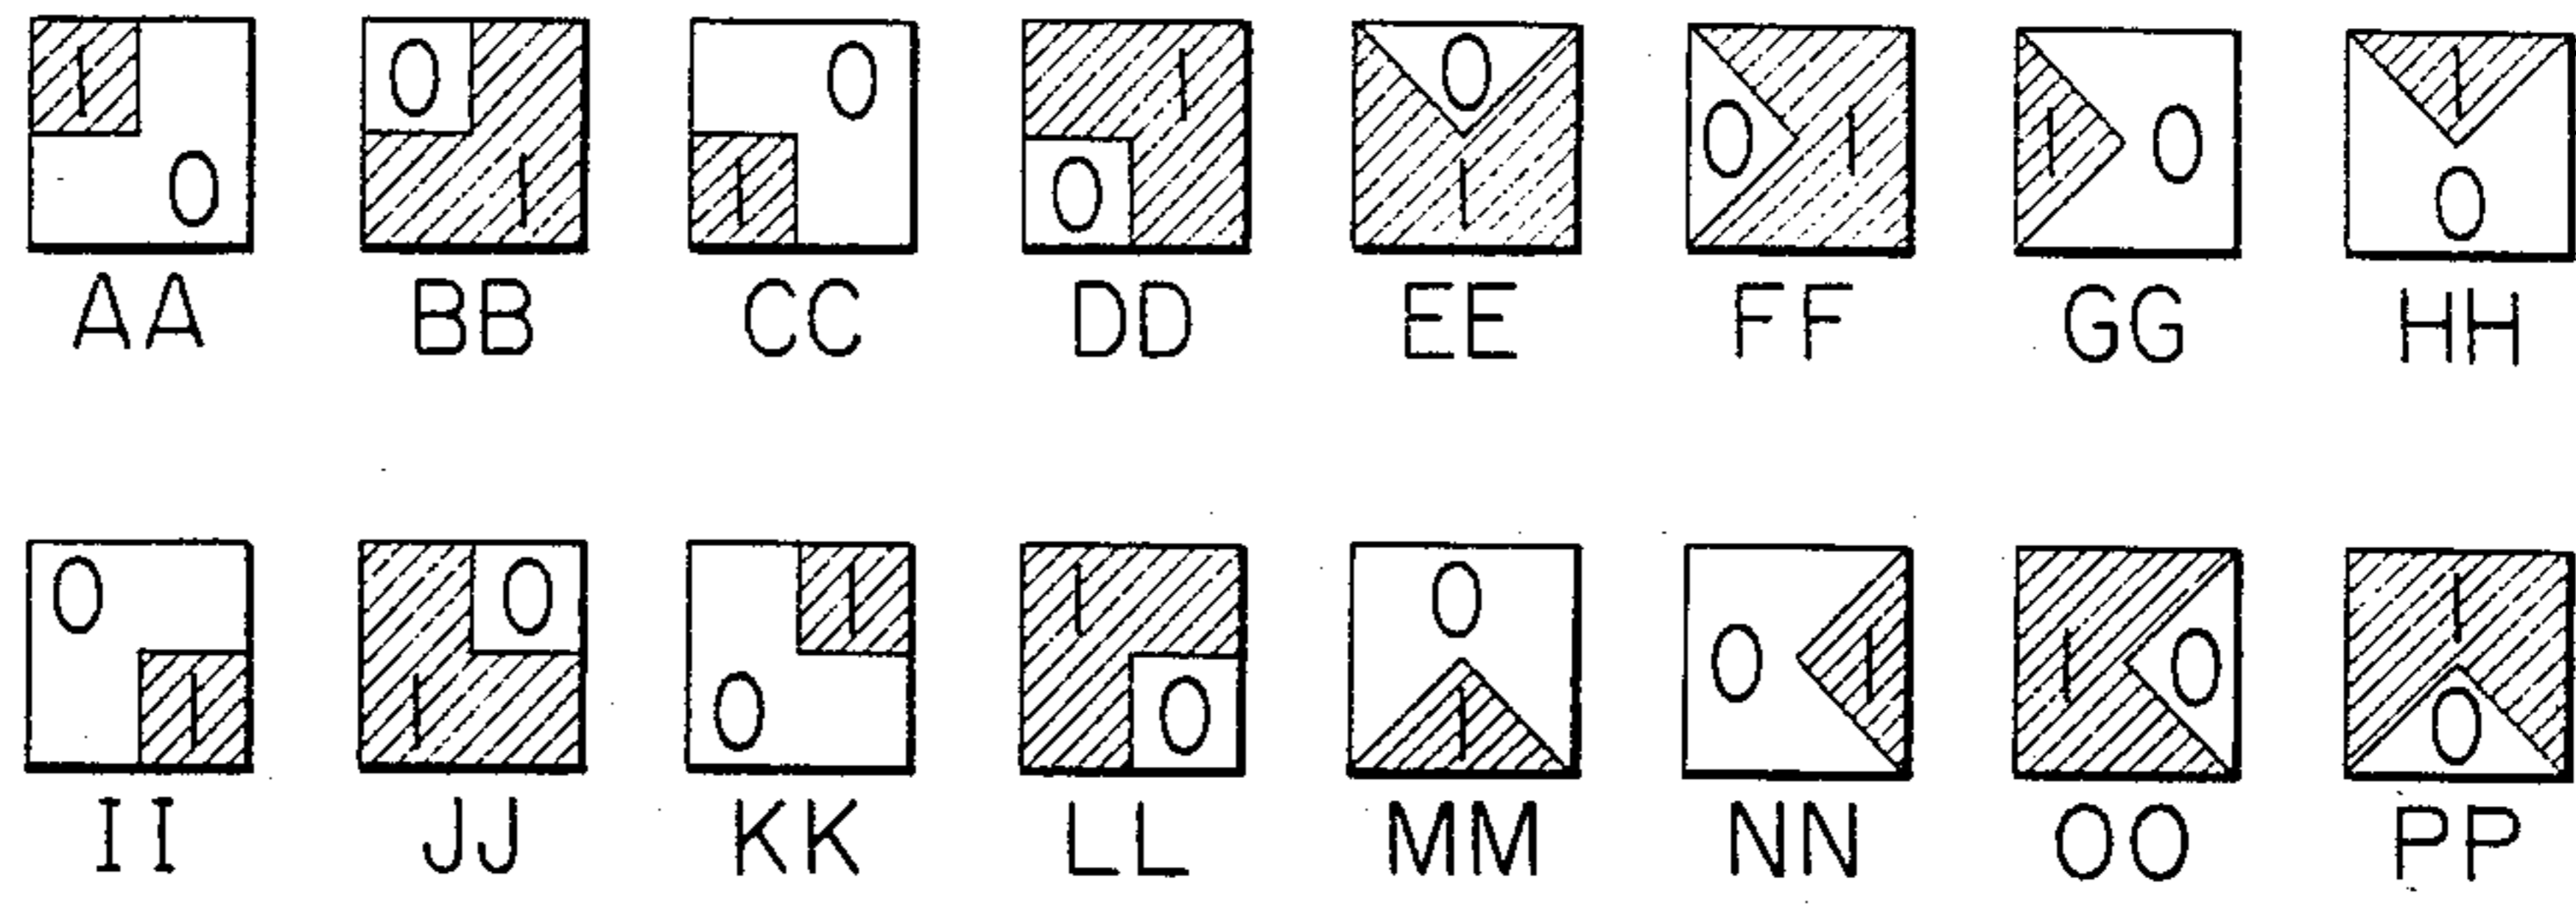 1 0 0 1 0 1 1 0 0 1 0 1 1 0 1 0
AA BB CC DD EE FF GG HH
0 1 1 0 0 1 1 0 0 1 0 1 1 0 1 0
II JJ KK LL MM NN OO PP